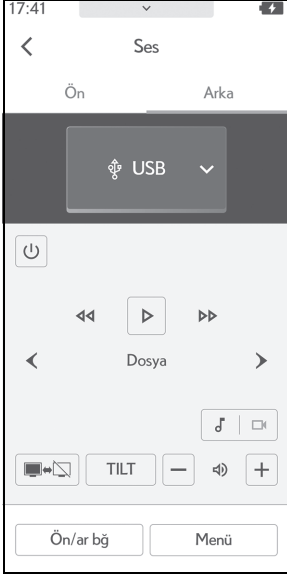 17:41
Ses
Ön Arka
USB
Dosya
TILT
Ön/ar bğ Menü